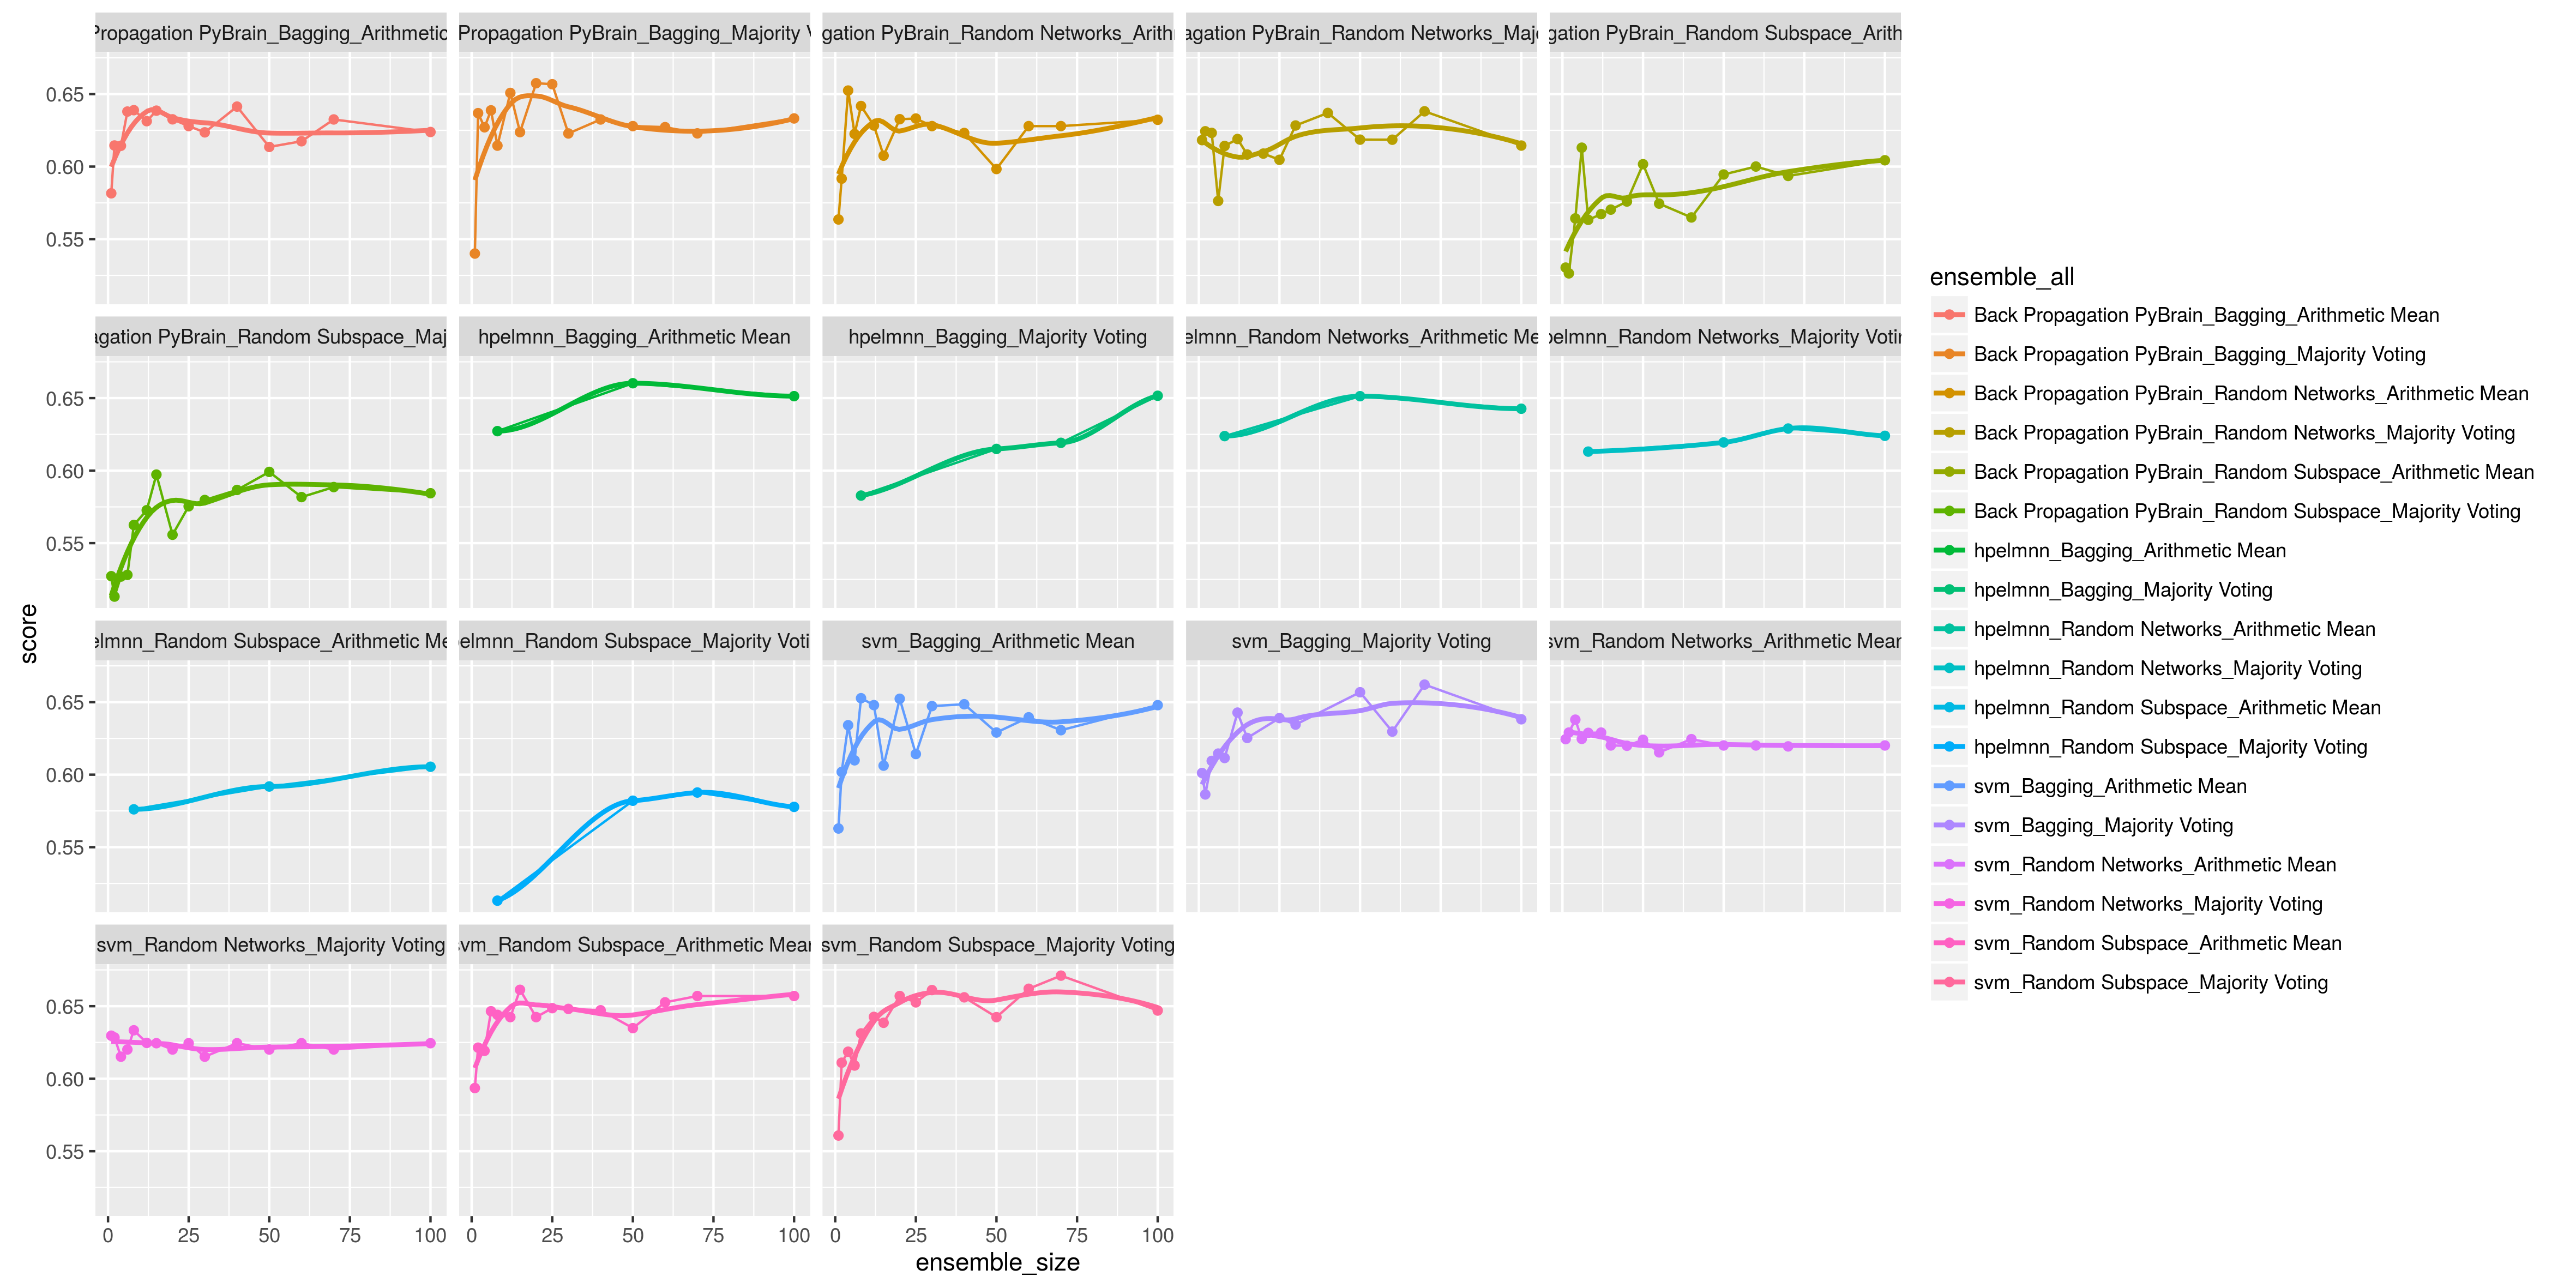 Propagation PyBrain_Bagging_Arithmetic
Propagation PyBrain_Bagging_Majority V
gation PyBrain_Random Networks_Arith
agation PyBrain_Random Networks_Majo
gation PyBrain_Random Subspace_Arith
0.65
0.60
0.55
agation PyBrain_Random Subspace_Maj
hpelmnn_Bagging_Arithmetic Mean
hpelmnn_Bagging_Majority Voting
elmnn_Random Networks_Arithmetic Me
pelmnn_Random Networks_Majority Votin
0.65
0.60
0.55
elmnn_Random Subspace_Arithmetic Me
pelmnn_Random Subspace_Majority Voti
svm_Bagging_Arithmetic Mean
svm_Bagging_Majority Voting
svm_Random Networks_Arithmetic Mean
0.65
0.60
0.55
svm_Random Networks_Majority Voting
svm_Random Subspace_Arithmetic Mean
svm_Random Subspace_Majority Voting
0.65
0.60
0.55
0 25 50 75 100
0 25 50 75 100
0 25 50 75 100
ensemble_size
score
ensemble_all
Back Propagation PyBrain_Bagging_Arithmetic Mean
Back Propagation PyBrain_Bagging_Majority Voting
Back Propagation PyBrain_Random Networks_Arithmetic Mean
Back Propagation PyBrain_Random Networks_Majority Voting
Back Propagation PyBrain_Random Subspace_Arithmetic Mean
Back Propagation PyBrain_Random Subspace_Majority Voting
hpelmnn_Bagging_Arithmetic Mean
hpelmnn_Bagging_Majority Voting
hpelmnn_Random Networks_Arithmetic Mean
hpelmnn_Random Networks_Majority Voting
hpelmnn_Random Subspace_Arithmetic Mean
hpelmnn_Random Subspace_Majority Voting
svm_Bagging_Arithmetic Mean
svm_Bagging_Majority Voting
svm_Random Networks_Arithmetic Mean
svm_Random Networks_Majority Voting
svm_Random Subspace_Arithmetic Mean
svm_Random Subspace_Majority Voting